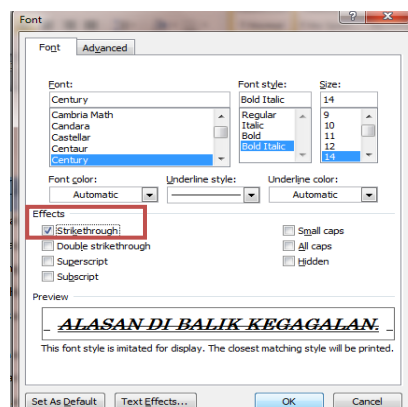 Font
Font Advanced
Font: Font style: Size:
Century Bold Italic 14
Cambria Math Regular 9
Candara Italic 10
Castellar Bold 11
Centaur Bold Italic 12
Century 14
Font color: Underline style: Underline color:
Automatic Automatic
Effects
Strikethrough Small caps
Double strikethrough All caps
Superscript Hidden
Subscript
Preview
ALASAN DI BALIK KEGAGALAN.
This font style is imitated for display. The closest matching style will be printed.
Set As Default Text Effects... OK Cancel